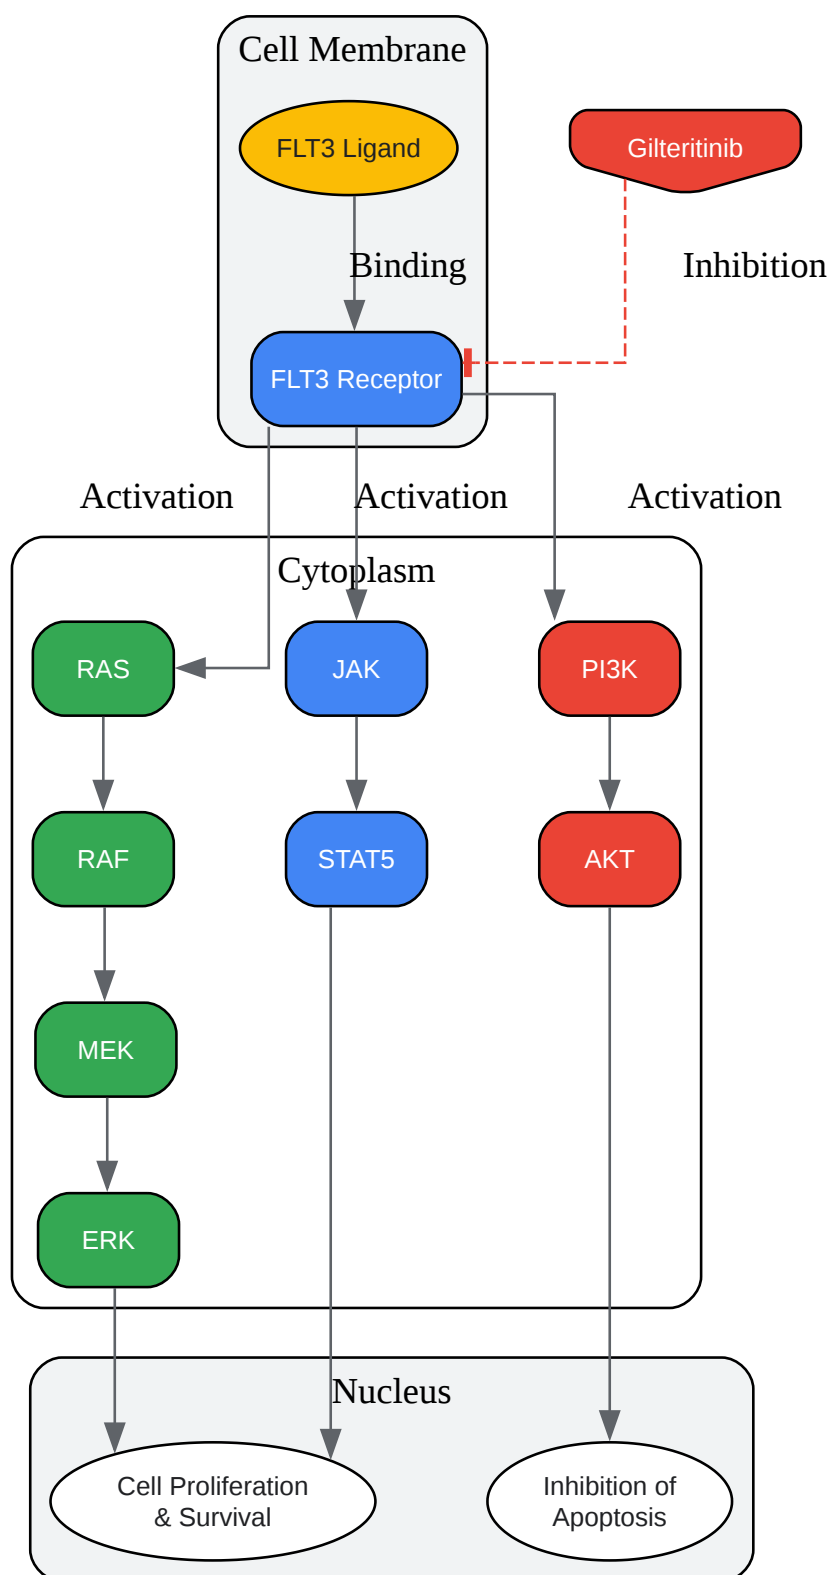 Cell Membrane
FLT3 Ligand
Gilteritinib
Binding
Inhibition
FLT3 Receptor
Activation
Activation
Activation
Cytoplasm
RAS
JAK
PI3K
RAF
STAT5
AKT
MEK
ERK
Nucleus
Cell Proliferation
& Survival
Inhibition of
Apoptosis